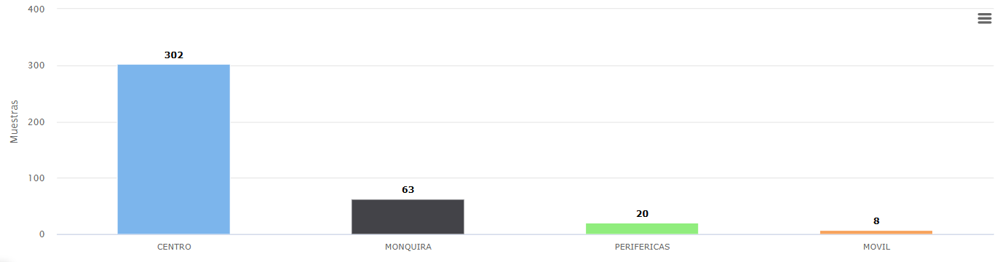 400
300
200
100
0
Muestras
302
63
20
8
CENTRO
MONQUIRA
PERIFERICAS
MOVIL